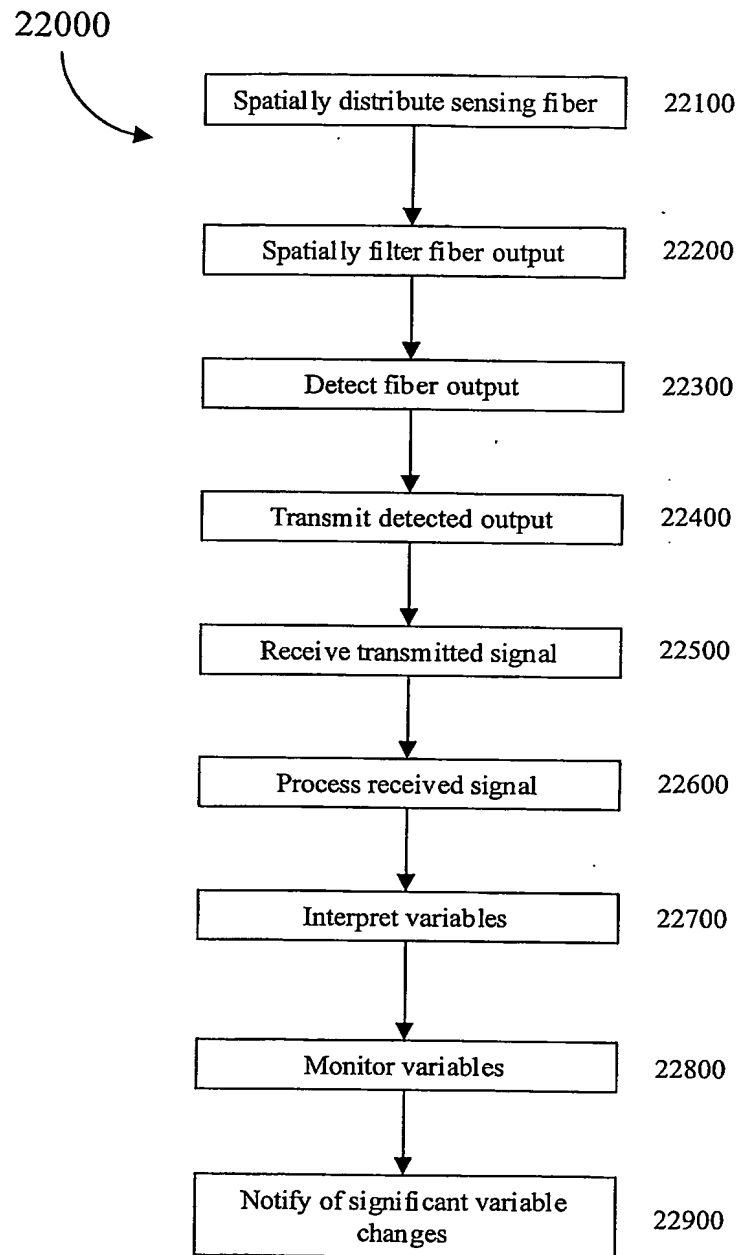 22000
Spatially distribute sensing fiber 22100
Spatially filter fiber output 22200
Detect fiber output 22300
Transmit detected output 22400
Receive transmitted signal 22500
Process received signal 22600
Interpret variables 22700
Monitor variables 22800
Notify of significant variable
changes 22900